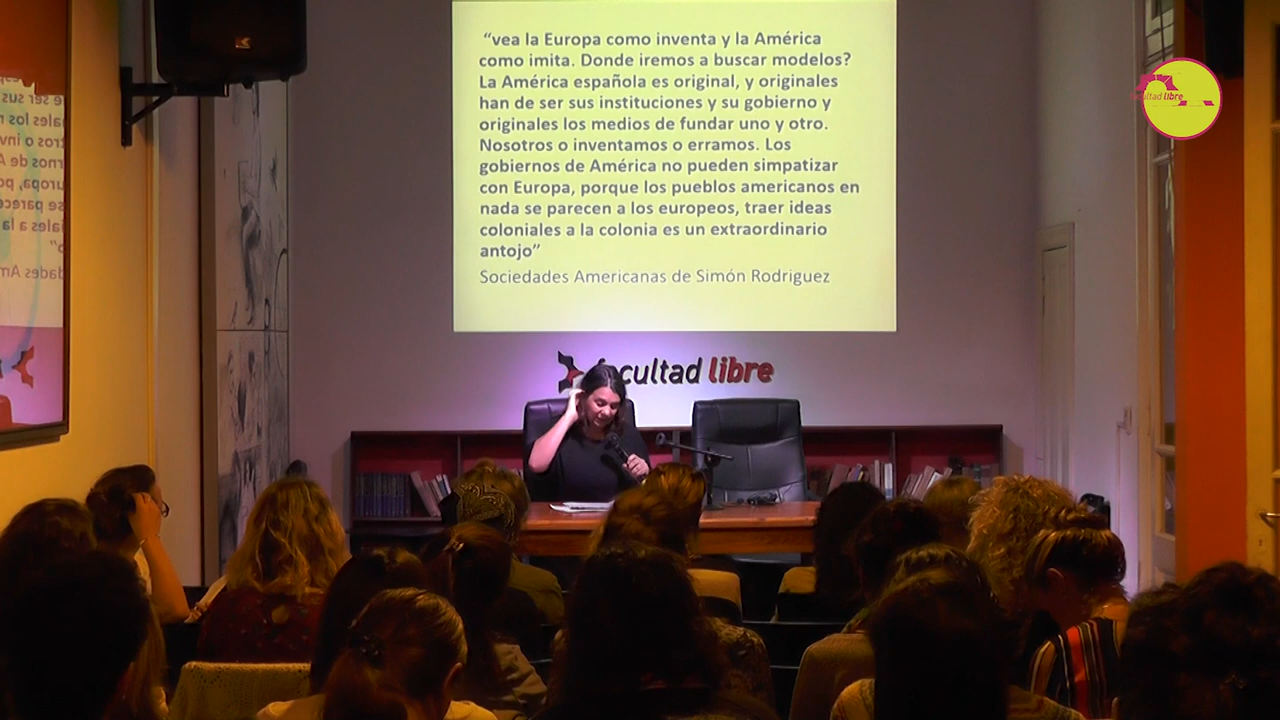 “vea la Europa como inventa y la América
como imita. Donde iremos a buscar modelos?
La América española es original, y originales
han de ser sus instituciones y su gobierno y
originales los medios de fundar uno y otro.
Nosotros o inventamos o erramos. Los
gobiernos de América no pueden simpatizar
con Europa, porque los pueblos americanos en
nada se parecen a los europeos, traer ideas
coloniales a la colonia es un extraordinario
antojo”
Sociedades Americanas de Simón Rodriguez
cultad libre
cultad libre